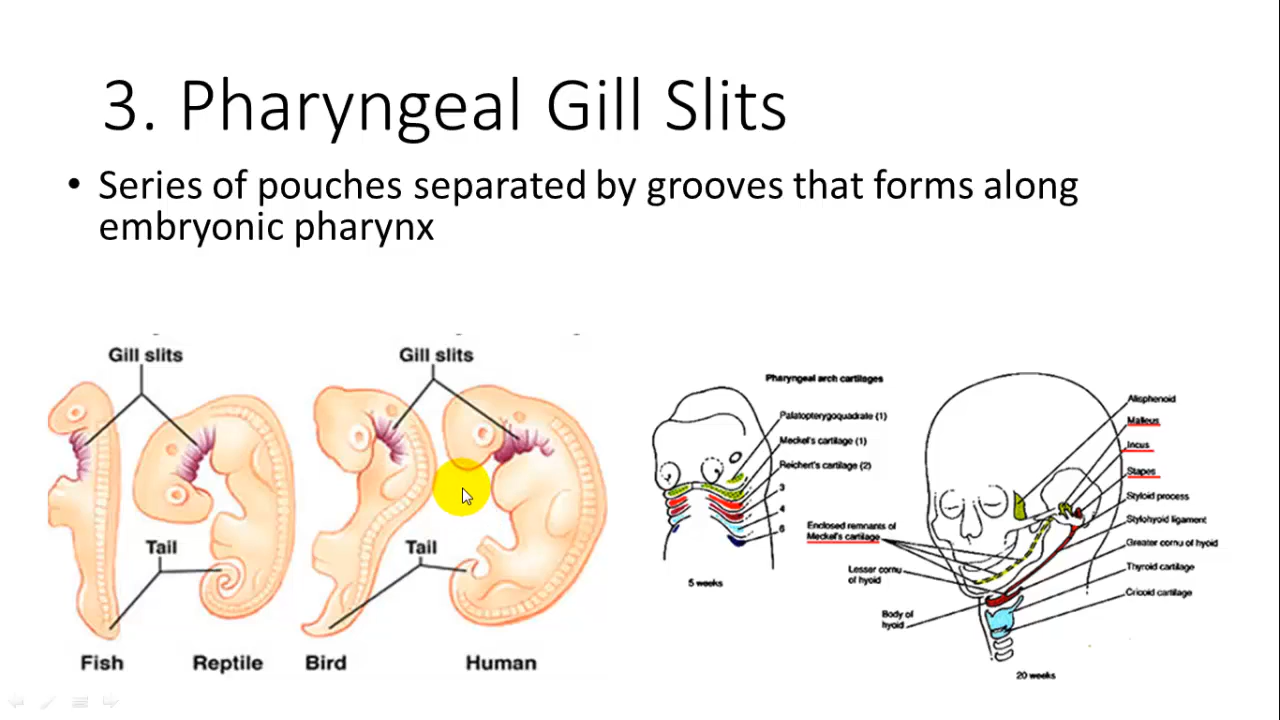 3. Pharyngeal Gill Slits
• Series of pouches separated by grooves that forms along
embryonic pharynx
Gill slits
Gill slits
Tail
Tail
Fish
Reptile
Bird
Human
Pharyngeal arch cartilages
Palatopterygoquadrate (1)
Meckel's cartilage (1)
Reichert's cartilage (2)
3
4
6
5 weeks
Alisphenoid
Malleus
Incus
Stapes
Styloid process
Stylohyoid ligament
Greater cornu of hyoid
Thyroid cartilage
Cricoid cartilage
Enclosed remnants of
Meckel's cartilage
Lesser cornu
of hyoid
Body of
hyoid
20 weeks